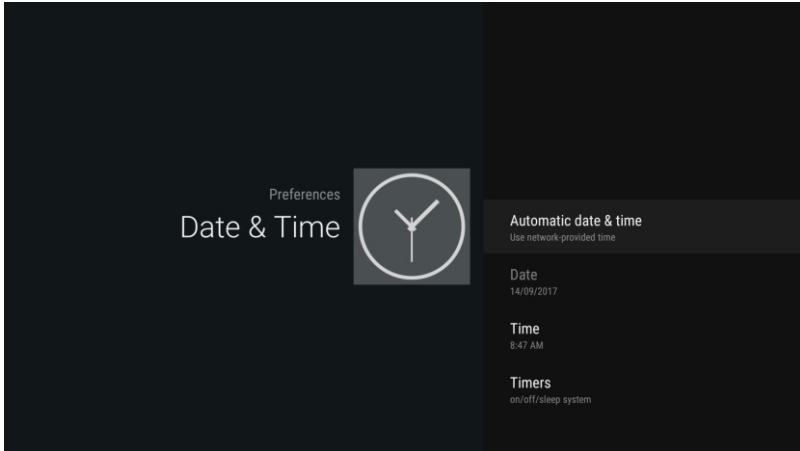 Preferences
Date & Time
Automatic date & time
Use network-provided time
Date
14/09/2017
Time
8:47 AM
Timers
on/off/sleep system